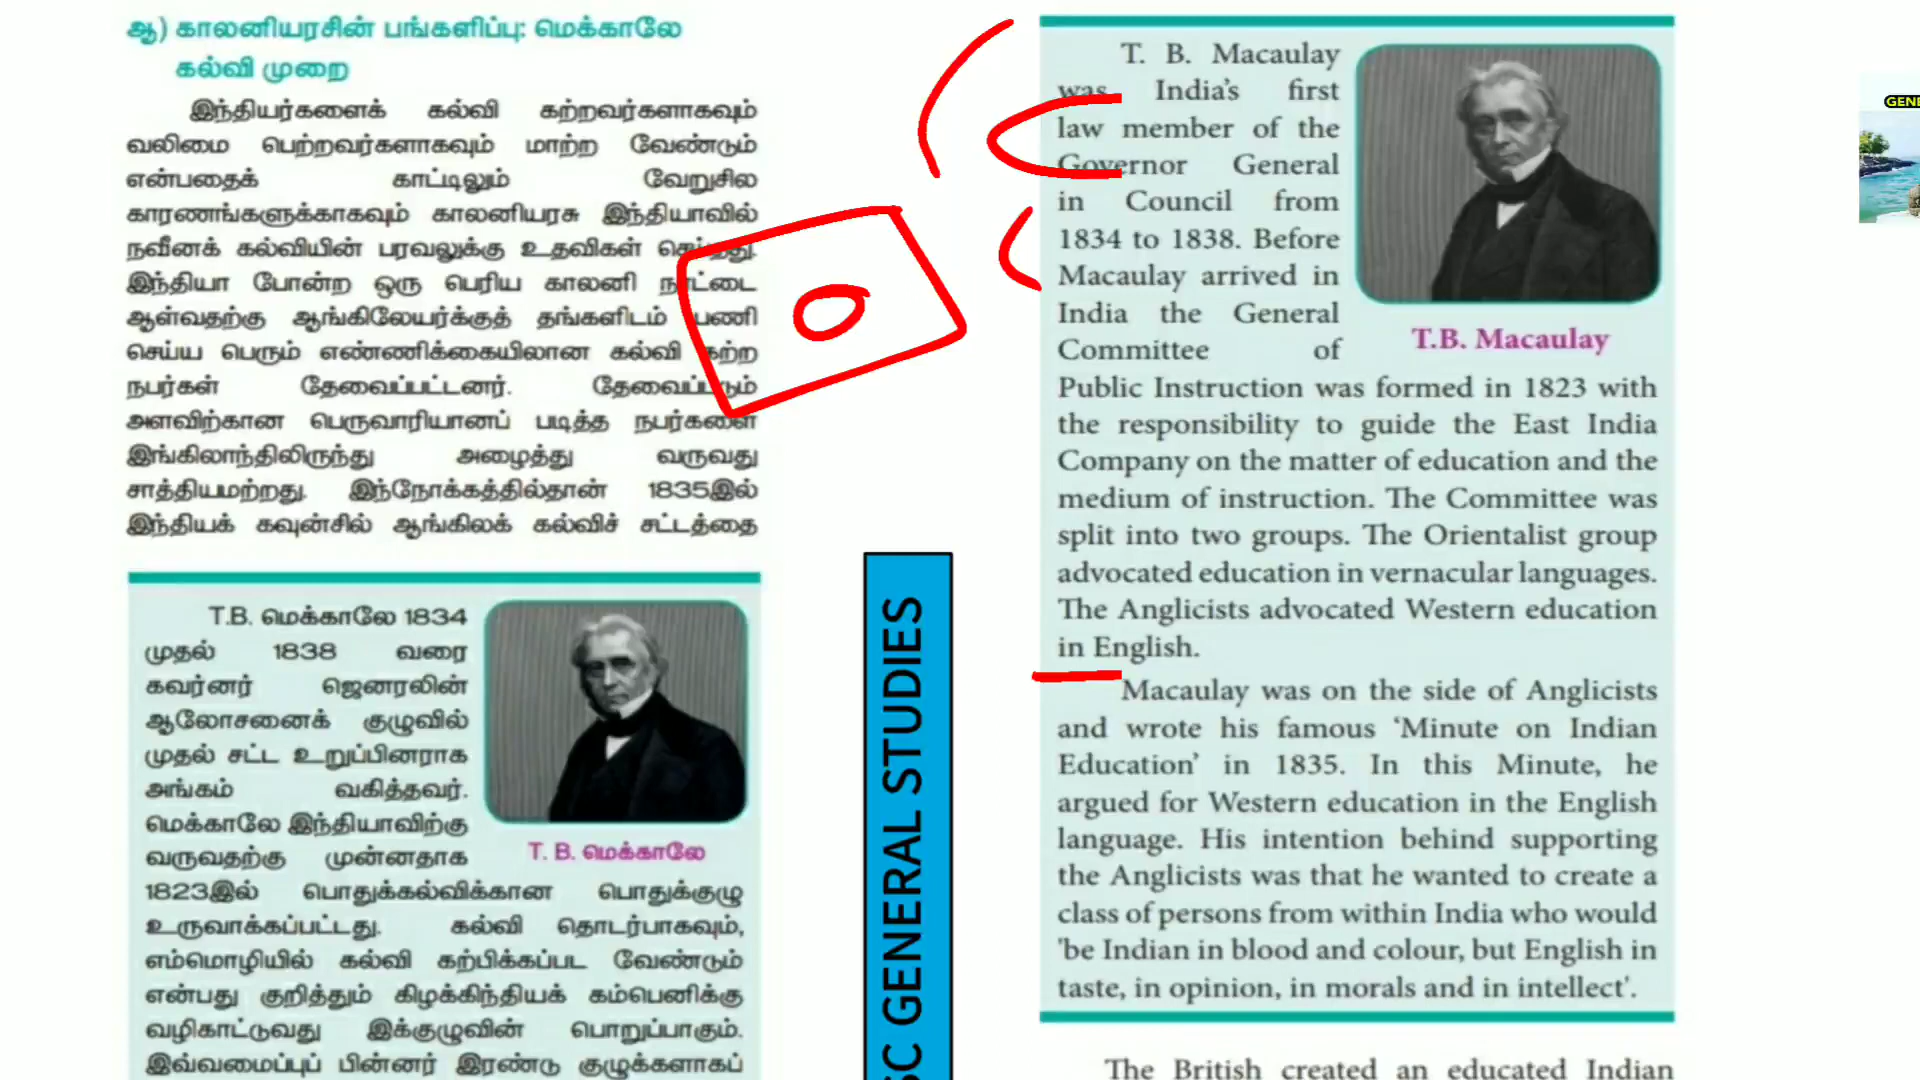 ஆ) காலனியரசின் பங்களிப்பு: மெக்காலே
கல்வி முறை
இந்தியர்களைக் கல்வி கற்றவர்களாகவும்
வலிமை பெற்றவர்களாகவும் மாற்ற வேண்டும்
என்பதைக் காட்டிலும் வேறுசில
காரணங்களுக்காகவும் காலனியரசு இந்தியாவில்
நவீனக் கல்வியின் பரவலுக்கு உதவிகள் செய்தது.
இந்தியா போன்ற ஒரு பெரிய காலனி நாட்டை
ஆள்வதற்கு ஆங்கிலேயர்க்குத் தங்களிடம் பணி
செய்ய பெரும் எண்ணிக்கையிலான கல்வி கற்ற
நபர்கள் தேவைப்பட்டனர். தேவைப்படும்
அளவிற்கான பெருவாரியானப் படித்த நபர்களை
இங்கிலாந்திலிருந்து அழைத்து வருவது
சாத்தியமற்றது. இந்நோக்கத்தில்தான் 1835இல்
இந்தியக் கவுன்சில் ஆங்கிலக் கல்விச் சட்டத்தை
T.B. மெக்காலே 1834
முதல் 1838 வரை
கவர்னர் ஜெனரலின்
ஆலோசனைக் குழுவில்
முதல் சட்ட உறுப்பினராக
அங்கம் வகித்தவர்.
மெக்காலே இந்தியாவிற்கு
வருவதற்கு முன்னதாக
T. B. மெக்காலே
1823இல் பொதுக்கல்விக்கான பொதுக்குழு
உருவாக்கப்பட்டது. கல்வி தொடர்பாகவும்,
எம்மொழியில் கல்வி கற்பிக்கப்பட வேண்டும்
என்பது குறித்தும் கிழக்கிந்தியக் கம்பெனிக்கு
வழிகாட்டுவது இக்குழுவின் பொறுப்பாகும்.
இவ்வமைப்புப் பின்னர் இரண்டு குழுக்களாகப்
SC GENERAL STUDIES
T. B. Macaulay
was India's first
law member of the
Governor General
in Council from
1834 to 1838. Before
Macaulay arrived in
India the General
Committee of
T.B. Macaulay
Public Instruction was formed in 1823 with
the responsibility to guide the East India
Company on the matter of education and the
medium of instruction. The Committee was
split into two groups. The Orientalist group
advocated education in vernacular languages.
The Anglicists advocated Western education
in English.
Macaulay was on the side of Anglicists
and wrote his famous ‘Minute on Indian
Education’ in 1835. In this Minute, he
argued for Western education in the English
language. His intention behind supporting
the Anglicists was that he wanted to create a
class of persons from within India who would
'be Indian in blood and colour, but English in
taste, in opinion, in morals and in intellect'.
The British created an educated Indian
GENE